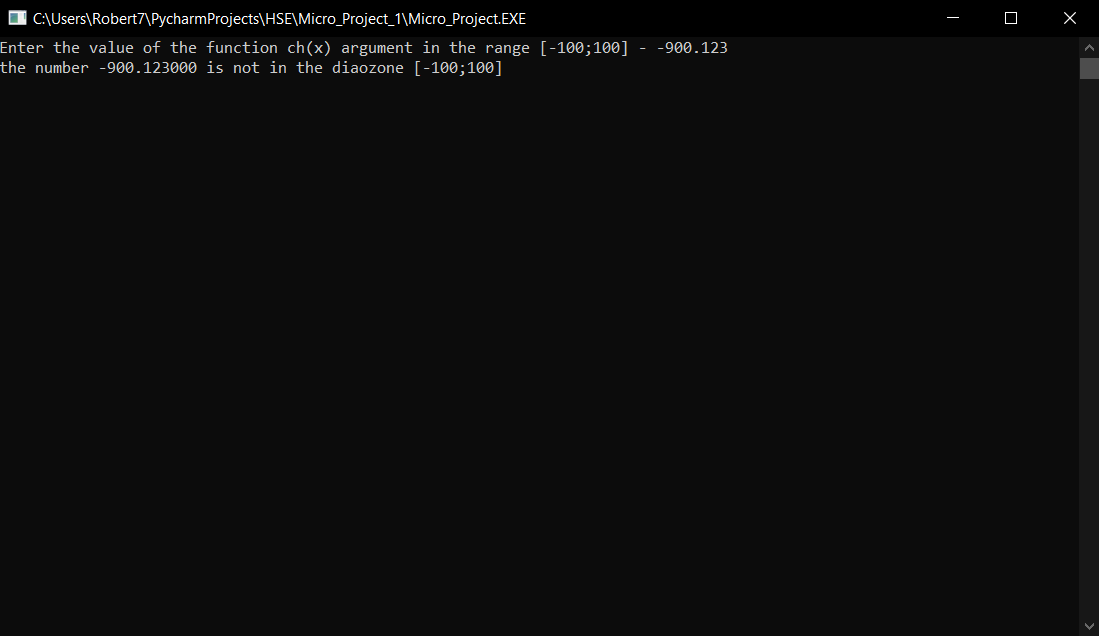 C:\Users\Robert7\PycharmProjects\HSE\Micro_Project_1\Micro_Project.EXE
Enter the value of the function ch(x) argument in the range [-100;100] - -900.123
the number -900.123000 is not in the diaozone [-100;100]